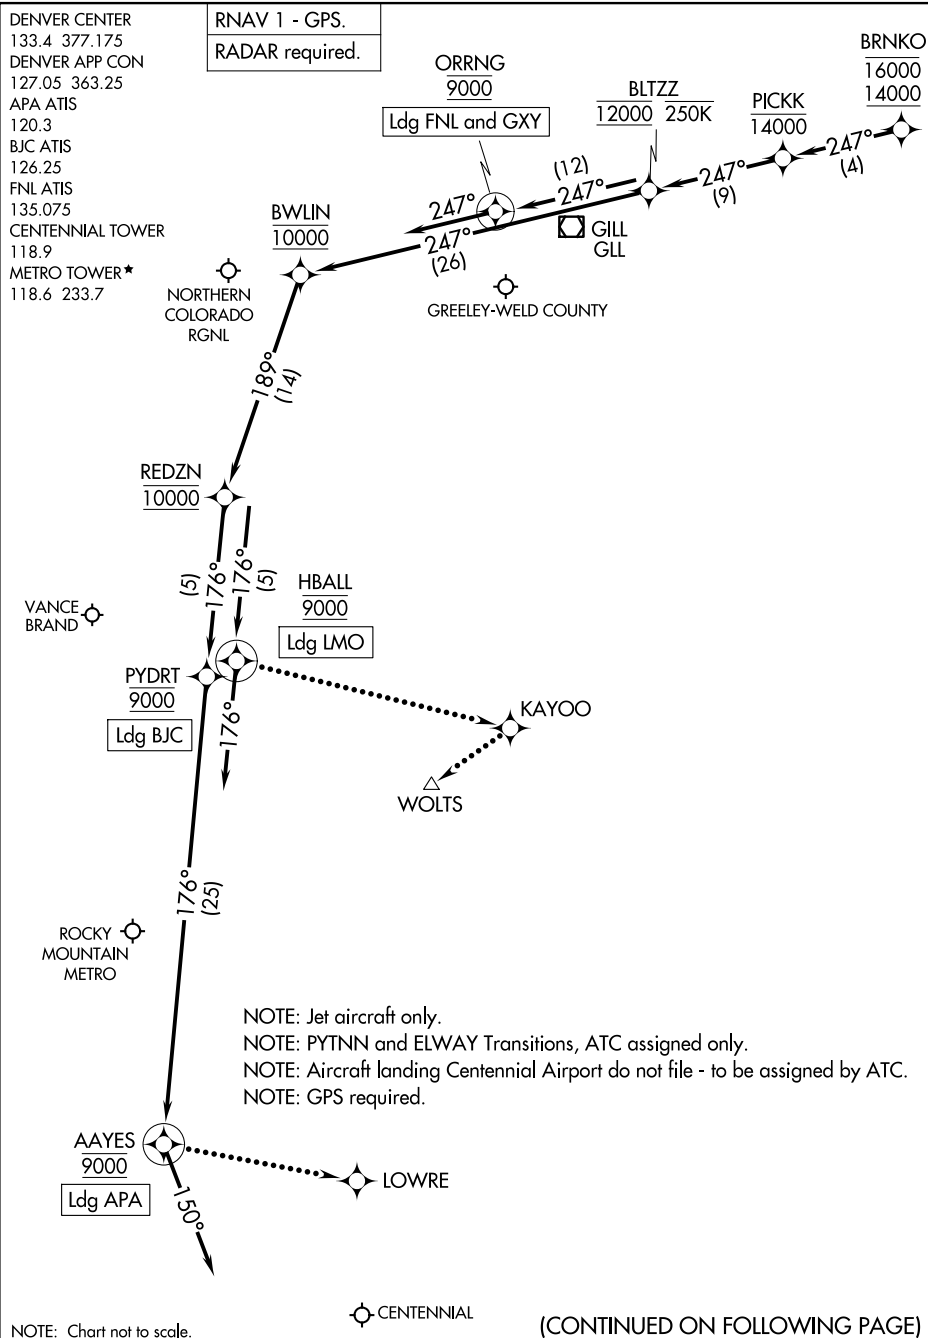 DENVER CENTER
133.4 377.175
DENVER APP CON
127.05 363.25
APA ATIS
120.3
BJC ATIS
126.25
FNL ATIS
135.075
CENTENNIAL TOWER
118.9
METRO TOWER★
118.6 233.7
RNAV 1 - GPS.
RADAR required.
BRNKO
16000
14000
247°
(4)
PICKK
14000
247°
(9)
BLTZZ
12000 250K
ORRNG
9000
Ldg FNL and GXY
(12)
247°
247°
GILL
GLL
247°
(26)
BWLIN
10000
NORTHERN
COLORADO
RGNL
GREELEY-WELD COUNTY
189°
(14)
REDZN
10000
(5)
176°
176°
(5)
HBALL
9000
Ldg LMO
VANCE
BRAND
PYDRT
9000
Ldg BJC
176°
KAYOO
WOLTS
176°
(25)
ROCKY
MOUNTAIN
METRO
NOTE: Jet aircraft only.
NOTE: PYTNN and ELWAY Transitions, ATC assigned only.
NOTE: Aircraft landing Centennial Airport do not file - to be assigned by ATC.
NOTE: GPS required.
AAYES
9000
Ldg APA
LOWRE
150°
CENTENNIAL
NOTE: Chart not to scale.
(CONTINUED ON FOLLOWING PAGE)